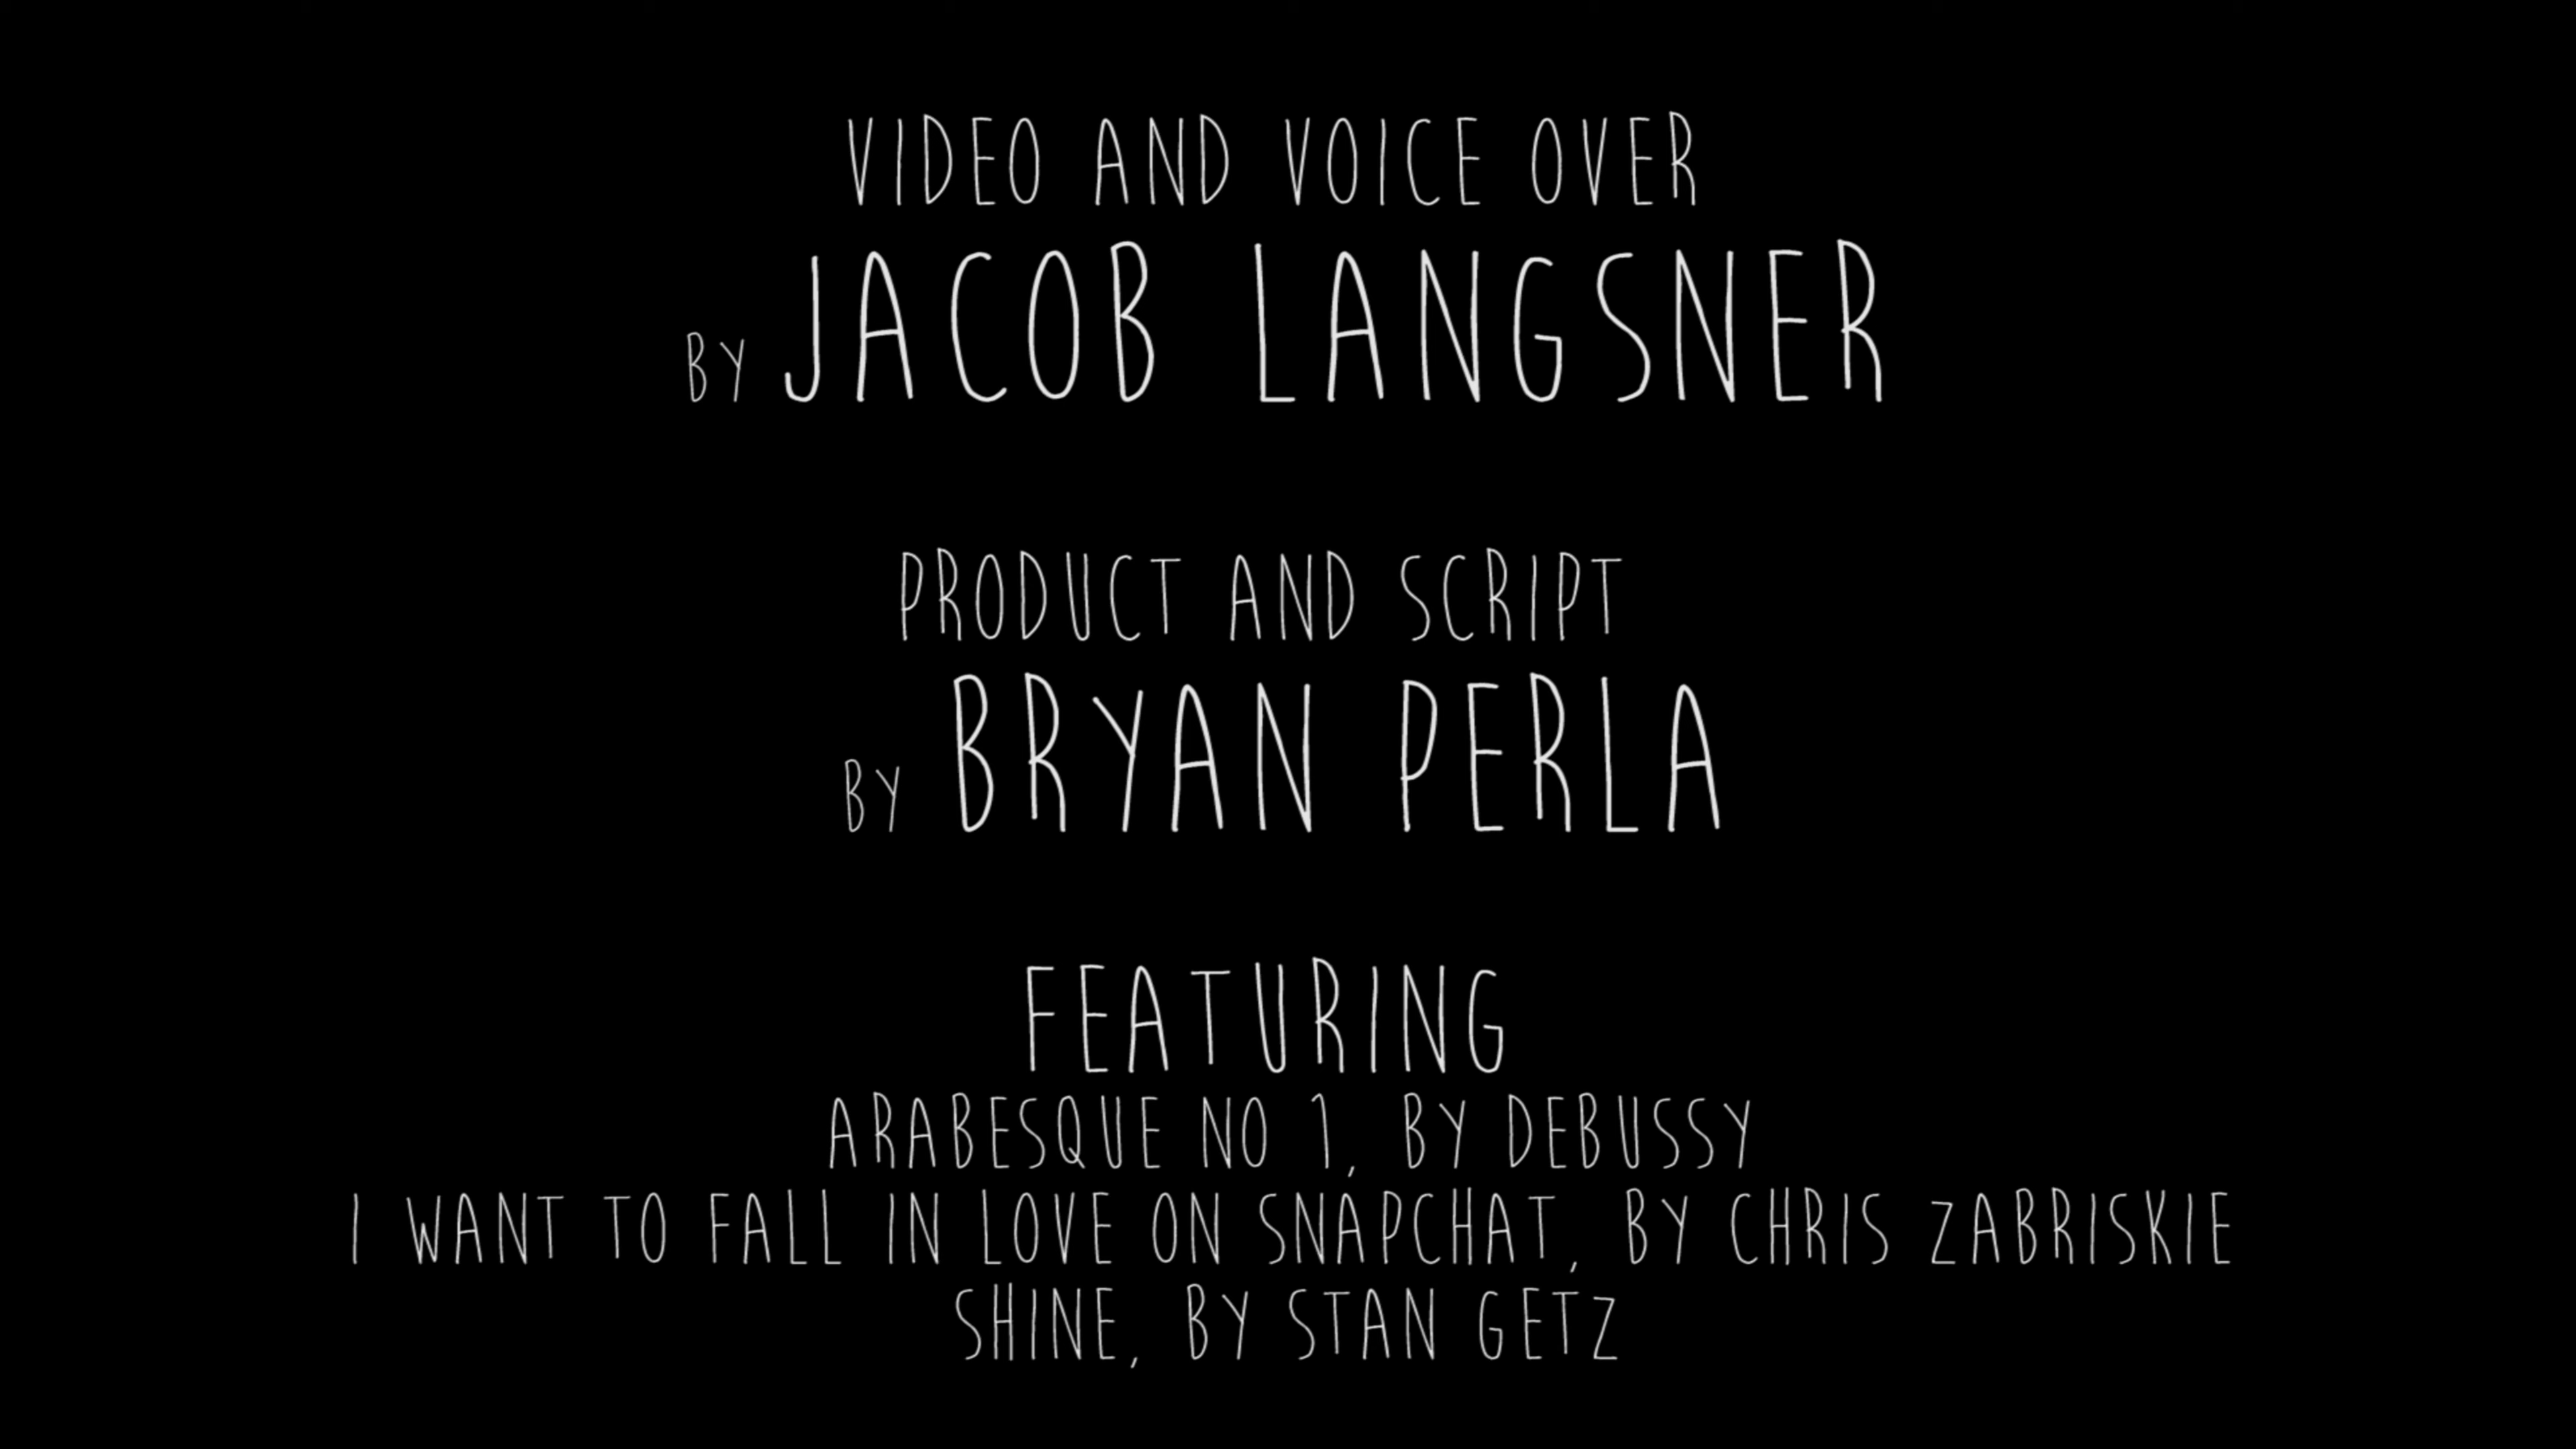 VIDEO AND VOICE OVER
BY JACOB LANGSNER
PRODUCT AND SCRIPT
BY BRYAN PERLA
FEATURING
ARABESQUE NO 1, BY DEBUSSY
I WANT TO FALL IN LOVE ON SNAPCHAT, BY CHRIS ZABRISKIE
SHINE, BY STAN GETZ